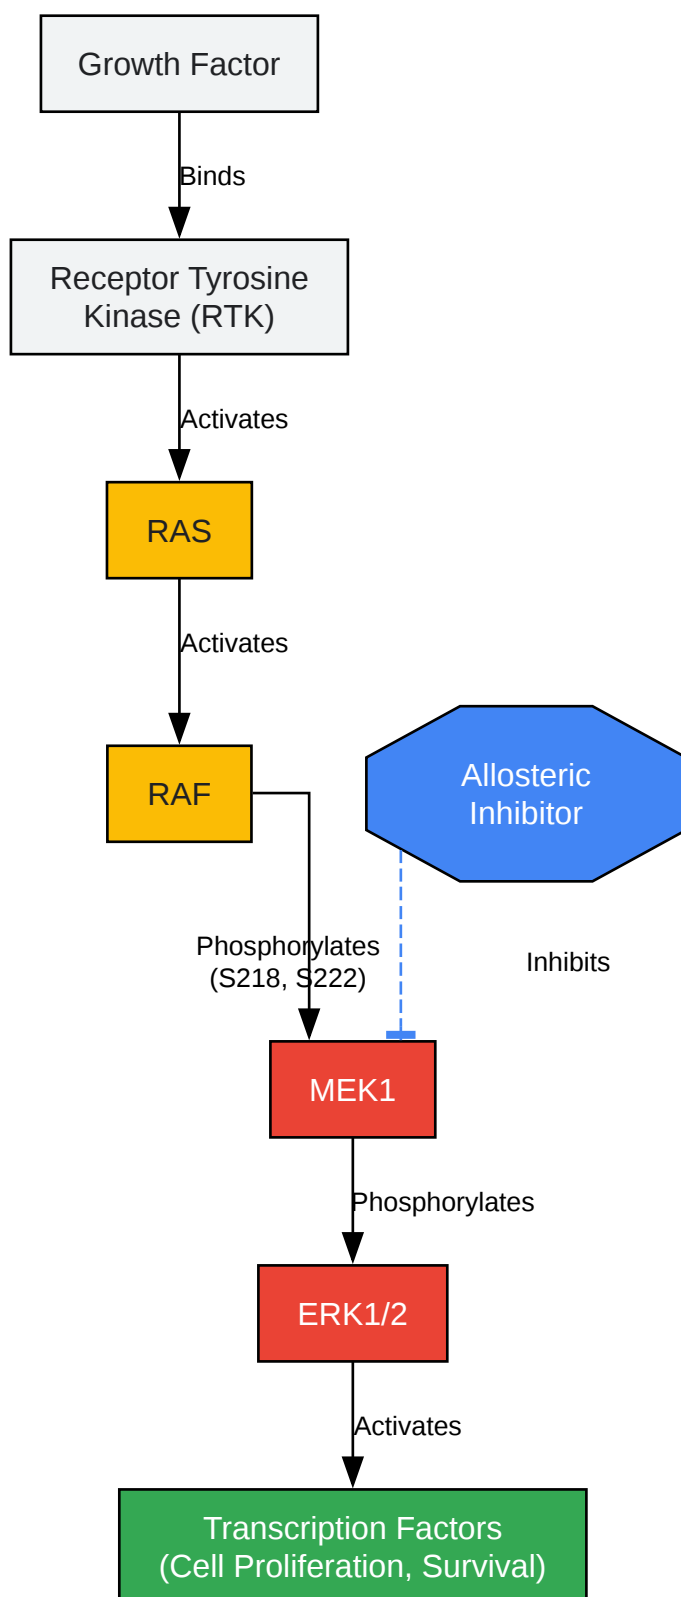 Growth Factor
Binds
Receptor Tyrosine
Kinase (RTK)
Activates
RAS
Activates
RAF
Allosteric
Inhibitor
Phosphorylates
(S218, S222)
Inhibits
MEK1
Phosphorylates
ERK1/2
Activates
Transcription Factors
(Cell Proliferation, Survival)